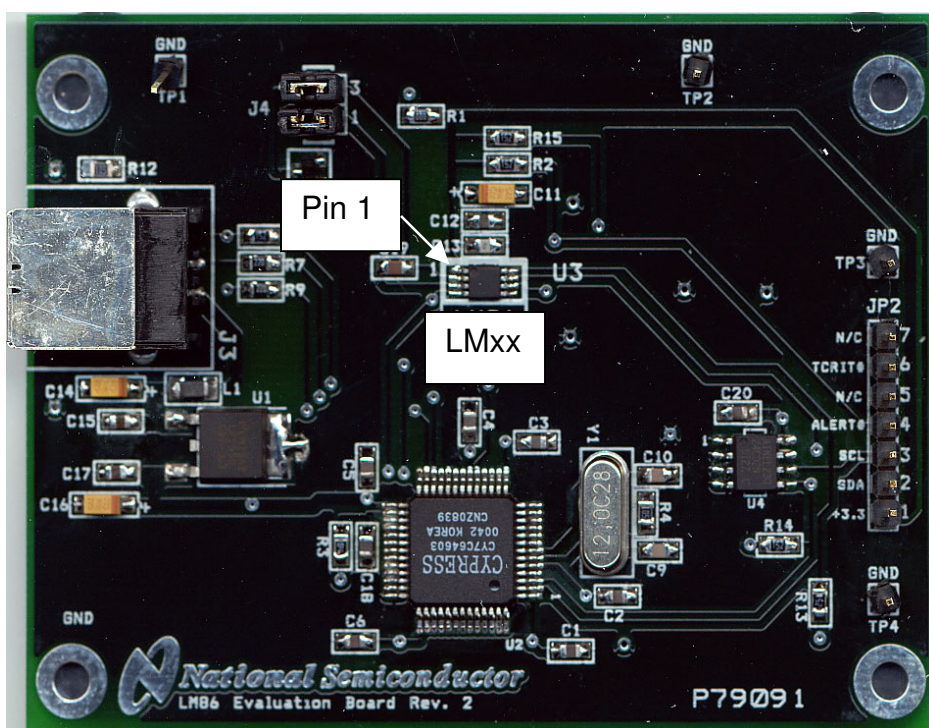 GND
TP1
GND
TP2
J4
3
1
R1
R15
R2
R12
C11
C12
Pin 1
GND
TP3
R7
1
U3
R9
J3
LMxx
JP2
N/C 7
TCRIT0 6
N/C 5
ALERT0 4
SCL 3
SDA 2
+3.3 1
C14
L1
U1
C15
C17
C16
C4
C3
Y1
C20
1
C5
C10
12.0C28
R4
C9
U4
R14
CYPRESS
CY7C64603
0042 KOREA
CNZ0839
R3
C18
1
C2
R13
GND
TP4
GND
C6
U2
C1
N National Semiconductor
LM86 Evaluation Board Rev. 2
P79091